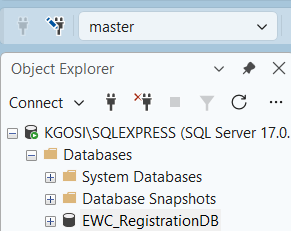 master
Object Explorer
Connect
KGOSI\SQLEXPRESS (SQL Server 17.0.
Databases
System Databases
Database Snapshots
EWC_RegistrationDB